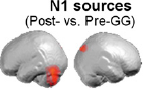 N1 sources
(Post- vs. Pre-GG)